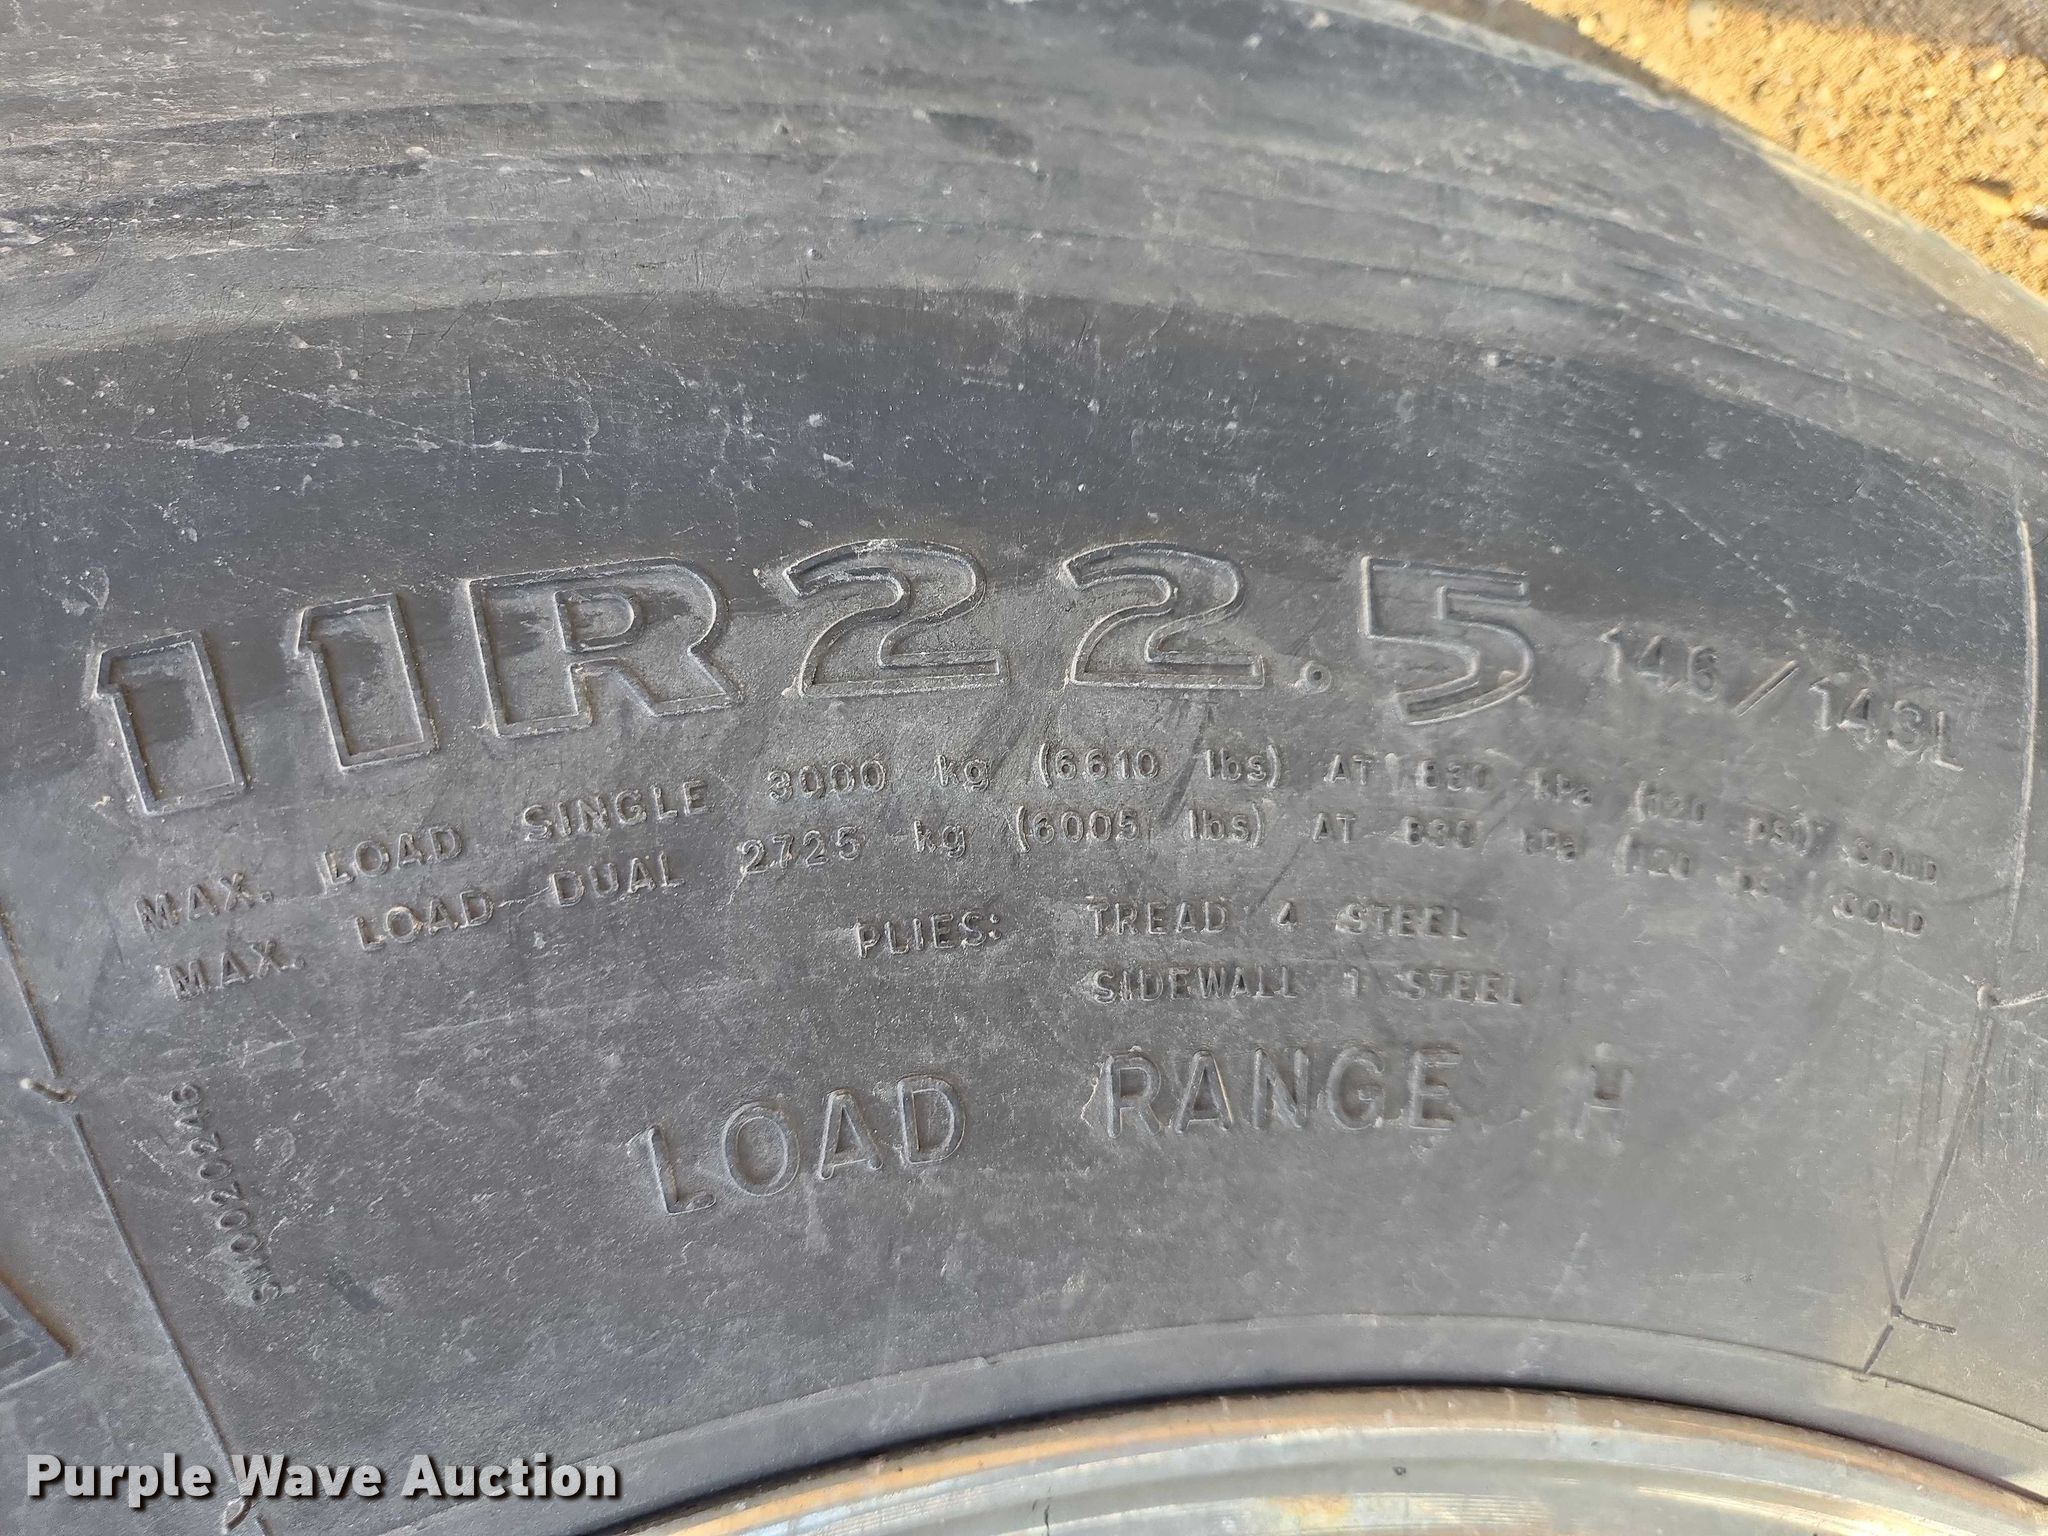 11R22.5 146/143L
MAX. LOAD SINGLE 3000 kg (6610 lbs) AT 830 kPa (120 PSI) COLD
MAX. LOAD DUAL 2725 kg (6005 lbs) AT 830 kPa (120 PSI) COLD
PLIES: TREAD 4 STEEL
SIDEWALL 1 STEEL
LOAD RANGE H
Purple Wave Auction